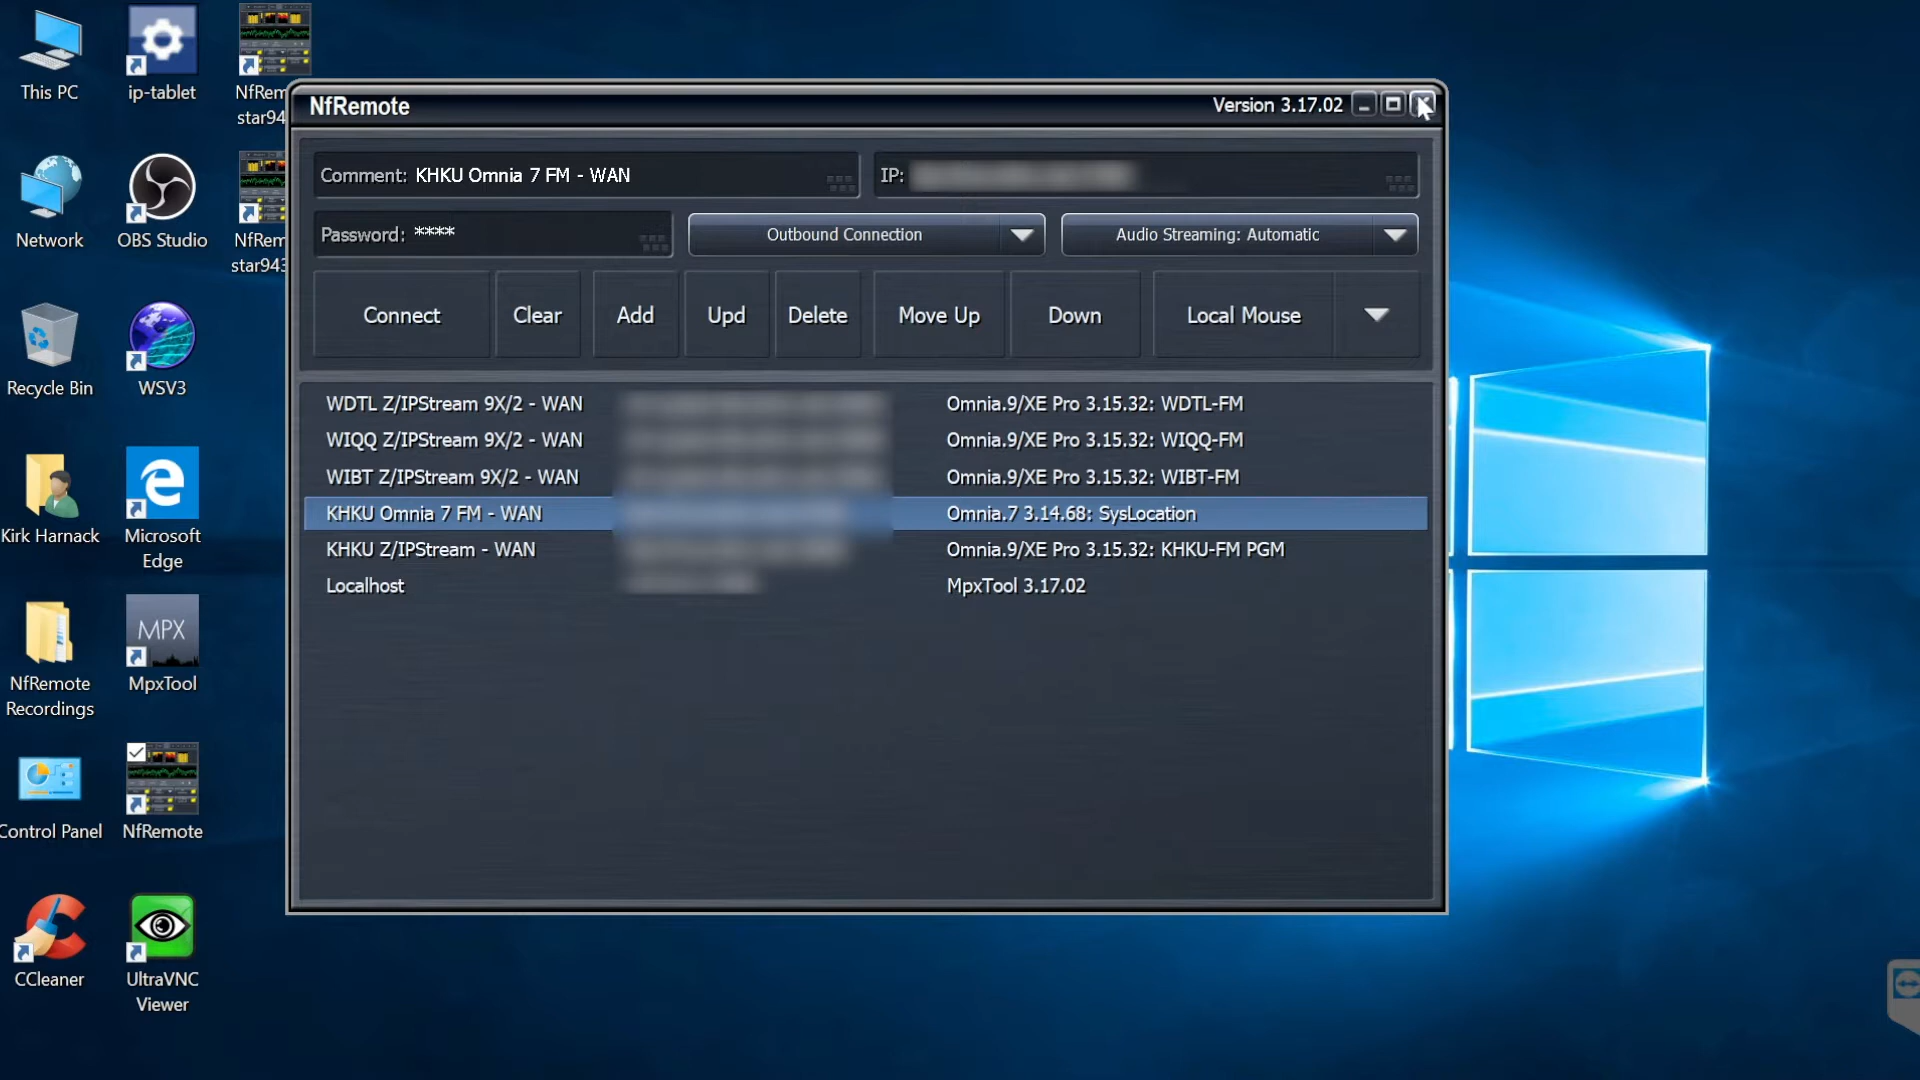 This PC
ip-tablet
NfRem
star94
Network
OBS Studio
NfRem
star943
Recycle Bin
WSV3
Kirk Harnack
Microsoft
Edge
NfRemote
Recordings
MPX
MpxTool
Control Panel
NfRemote
CCleaner
UltraVNC
Viewer
NfRemote
Version 3.17.02
Comment: KHKU Omnia 7 FM - WAN
IP:
Password: ****
Outbound Connection
Audio Streaming: Automatic
Connect
Clear
Add
Upd
Delete
Move Up
Down
Local Mouse
WDTL Z/IPStream 9X/2 - WAN
Omnia.9/XE Pro 3.15.32: WDTL-FM
WIQQ Z/IPStream 9X/2 - WAN
Omnia.9/XE Pro 3.15.32: WIQQ-FM
WIBT Z/IPStream 9X/2 - WAN
Omnia.9/XE Pro 3.15.32: WIBT-FM
KHKU Omnia 7 FM - WAN
Omnia.7 3.14.68: SysLocation
KHKU Z/IPStream - WAN
Omnia.9/XE Pro 3.15.32: KHKU-FM PGM
Localhost
MpxTool 3.17.02